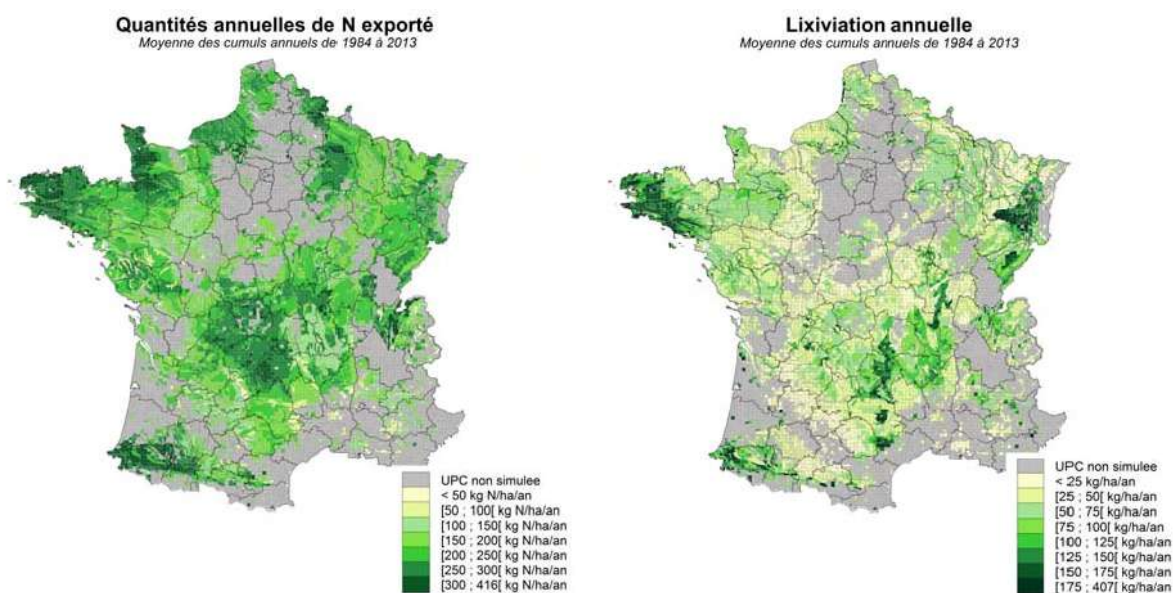 Quantités annuelles de N exporté
Moyenne des cumuls annuels de 1984 à 2013
UPC non simulee
< 50 kg N/ha/an
[50 ; 100[ kg N/ha/an
[100 ; 150[ kg N/ha/an
[150 ; 200[ kg N/ha/an
[200 ; 250[ kg N/ha/an
[250 ; 300[ kg N/ha/an
[300 ; 416[ kg N/ha/an
Lixiviation annuelle
Moyenne des cumuls annuels de 1984 à 2013
UPC non simulee
< 25 kg/ha/an
[25 ; 50[ kg/ha/an
[50 ; 75[ kg/ha/an
[75 ; 100[ kg/ha/an
[100 ; 125[ kg/ha/an
[125 ; 150[ kg/ha/an
[150 ; 175[ kg/ha/an
[175 ; 407[ kg/ha/an